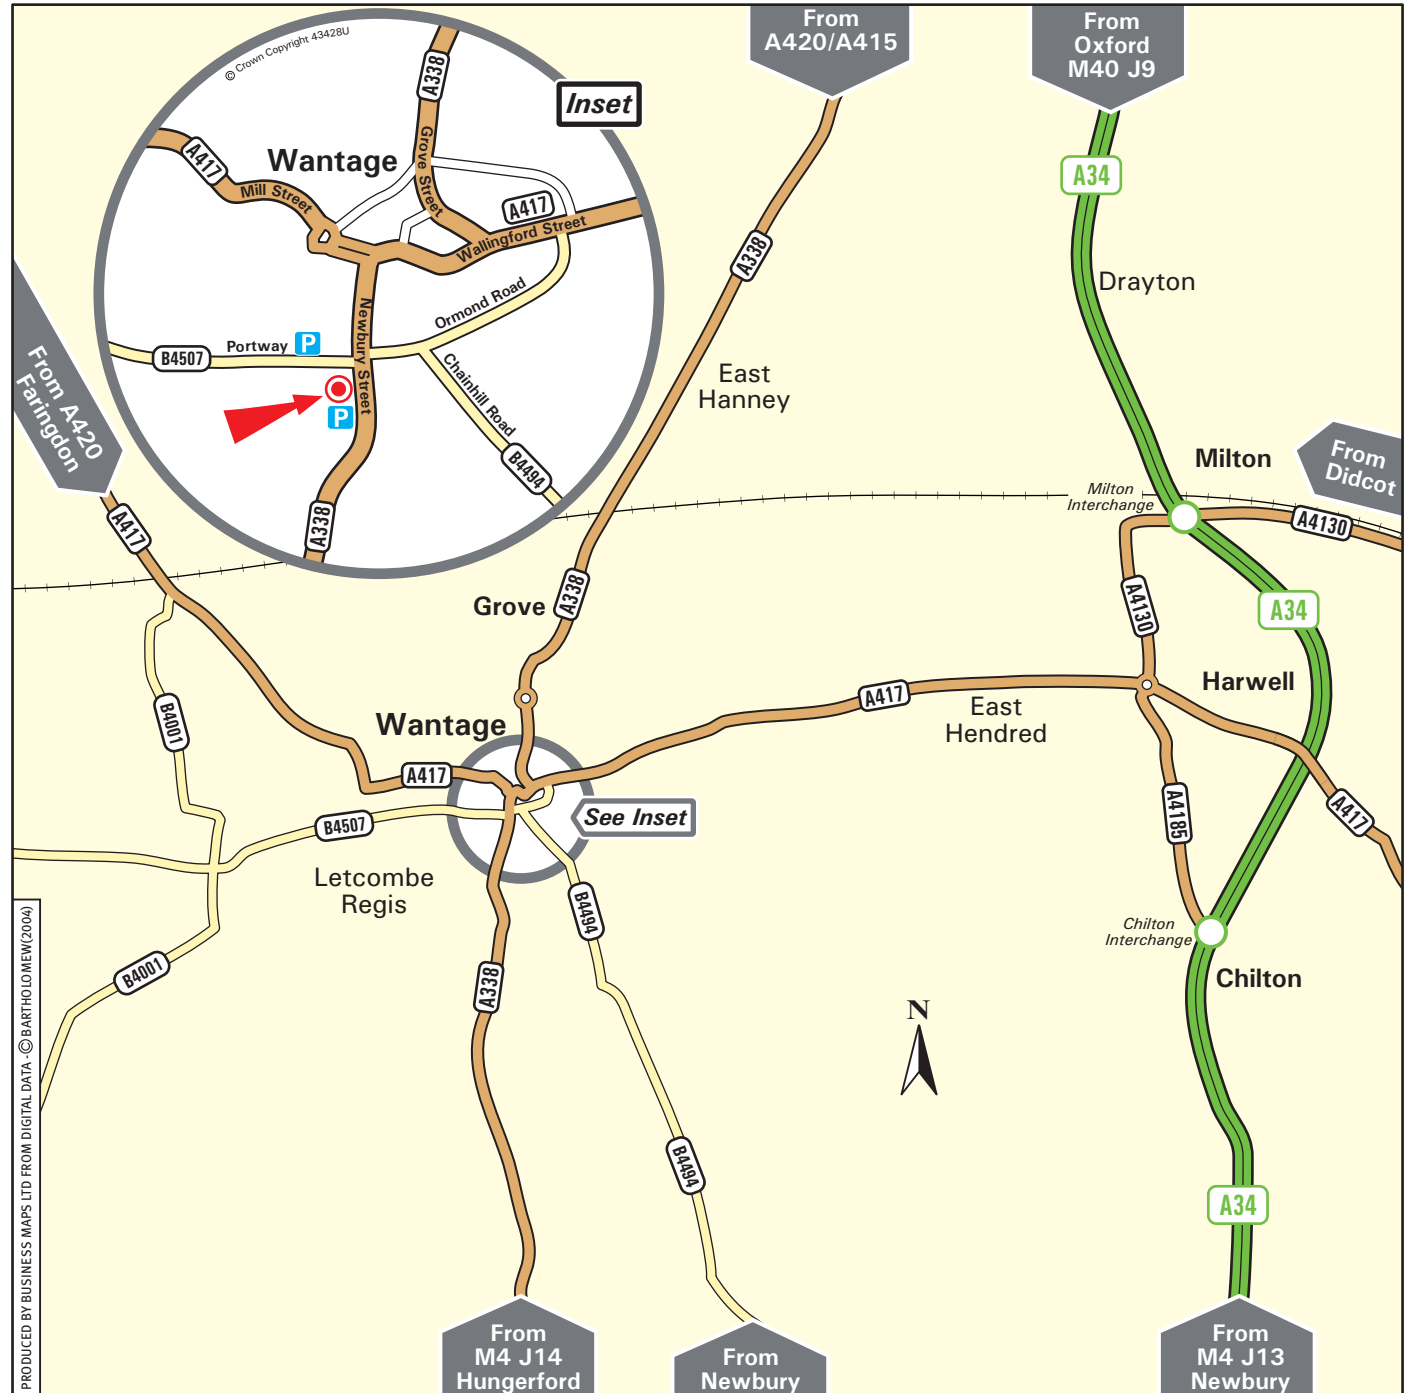 From
A420/A415
From
Oxford
M40 J9
© Crown Copyright 43428U
Inset
A338
Grove Street
Wantage
A417
Mill Street
A417
Wallingford Street
Newbury Street
Ormond Road
Portway
P
B4507
Chainhill Road
P
B4494
A338
From A420
Faringdon
A417
A34
Drayton
A338
East
Hanney
Milton
From
Didcot
Milton
Interchange
A4130
A338
Grove
A4130
A34
Harwell
A417
East
Hendred
Wantage
B4001
A417
See Inset
B4507
A4185
A417
Letcombe
Regis
B4494
Chilton
Interchange
Chilton
B4001
A338
N
B4494
A34
From
M4 J14
Hungerford
From
Newbury
From
M4 J13
Newbury
PRODUCED BY BUSINESS MAPS LTD FROM DIGITAL DATA - © BARTHOLOMEW(2004)